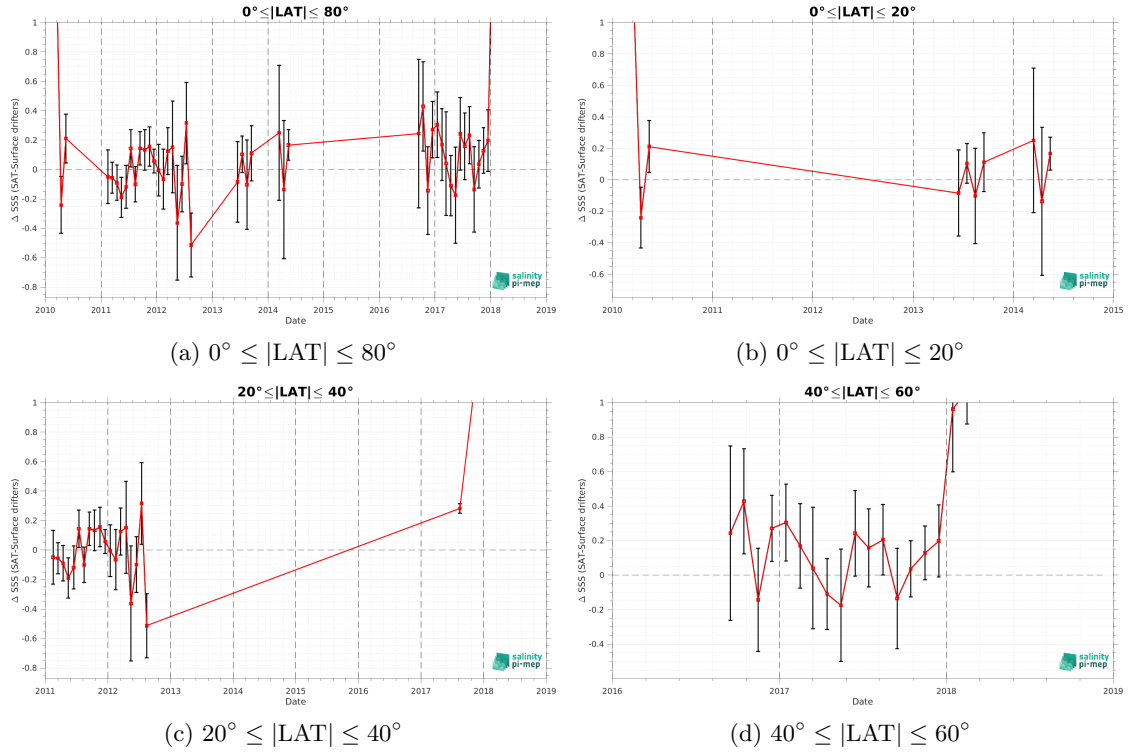 0°≤|LAT|≤ 80°
Δ SSS (SAT-Surface drifters)
1
0.8
0.6
0.4
0.2
0
-0.2
-0.4
-0.6
-0.8
2010 2011 2012 2013 2014 2015 2016 2017 2018 2019
Date
salinity
pi-mep
(a) 0° ≤ |LAT| ≤ 80°
0°≤|LAT|≤ 20°
Δ SSS (SAT-Surface drifters)
1
0.8
0.6
0.4
0.2
0
-0.2
-0.4
-0.6
2010 2011 2012 2013 2014 2015
Date
salinity
pi-mep
(b) 0° ≤ |LAT| ≤ 20°
20°≤|LAT|≤ 40°
Δ SSS (SAT-Surface drifters)
1
0.8
0.6
0.4
0.2
0
-0.2
-0.4
-0.6
-0.8
2011 2012 2013 2014 2015 2016 2017 2018 2019
Date
salinity
pi-mep
(c) 20° ≤ |LAT| ≤ 40°
40°≤|LAT|≤ 60°
Δ SSS (SAT-Surface drifters)
1
0.8
0.6
0.4
0.2
0
-0.2
-0.4
2016 2017 2018 2019
Date
salinity
pi-mep
(d) 40° ≤ |LAT| ≤ 60°